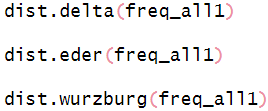 dist.delta(freq_all1)
dist.eder(freq_all1)
dist.wurzburg(freq_all1)